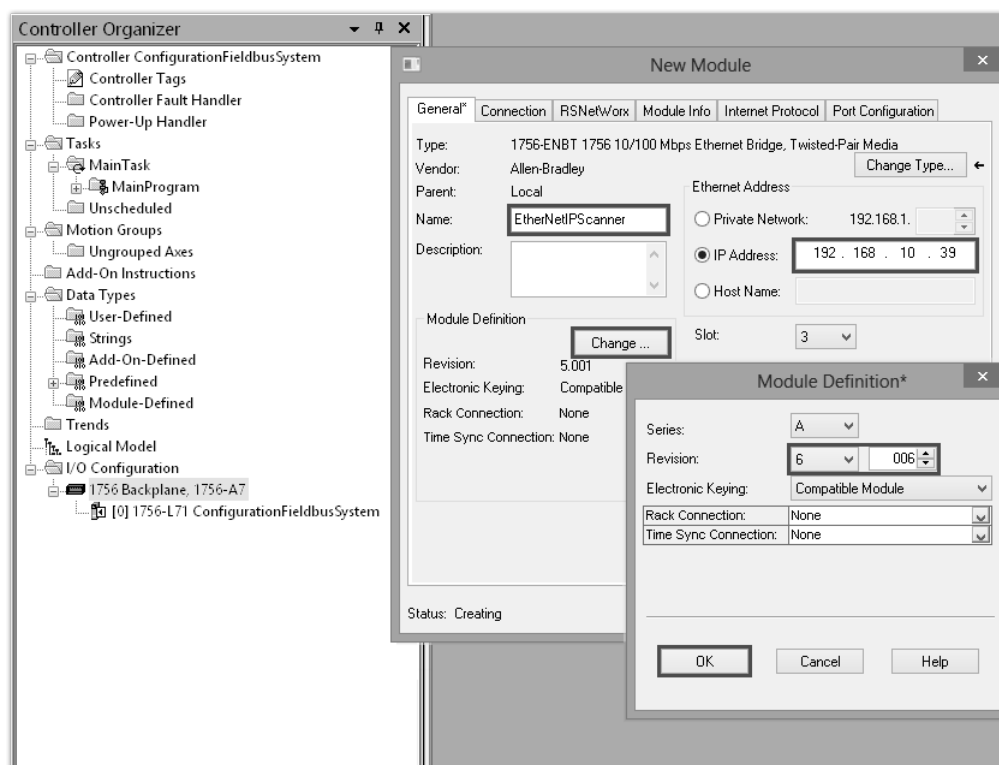 Controller Organizer
Controller ConfigurationFieldbusSystem
Controller Tags
Controller Fault Handler
Power-Up Handler
Tasks
MainTask
MainProgram
Unscheduled
Motion Groups
Ungrouped Axes
Add-On Instructions
Data Types
User-Defined
Strings
Add-On-Defined
Predefined
Module-Defined
Trends
Logical Model
I/O Configuration
1756 Backplane, 1756-A7
[0] 1756-L71 ConfigurationFieldbusSystem
New Module
General* Connection RSNetWorx Module Info Internet Protocol Port Configuration
Type: 1756-ENBT 1756 10/100 Mbps Ethernet Bridge, Twisted-Pair Media
Vendor: Allen-Bradley
Change Type...
Parent: Local
Name: EtherNetIPScanner
Description:
Ethernet Address
Private Network: 192.168.1.
IP Address: 192 . 168 . 10 . 39
Host Name:
Module Definition
Change ...
Slot: 3
Revision: 5.001
Electronic Keying: Compatible
Rack Connection: None
Time Sync Connection: None
Status: Creating
Module Definition*
Series: A
Revision: 6 006
Electronic Keying: Compatible Module
Rack Connection: None
Time Sync Connection: None
OK Cancel Help